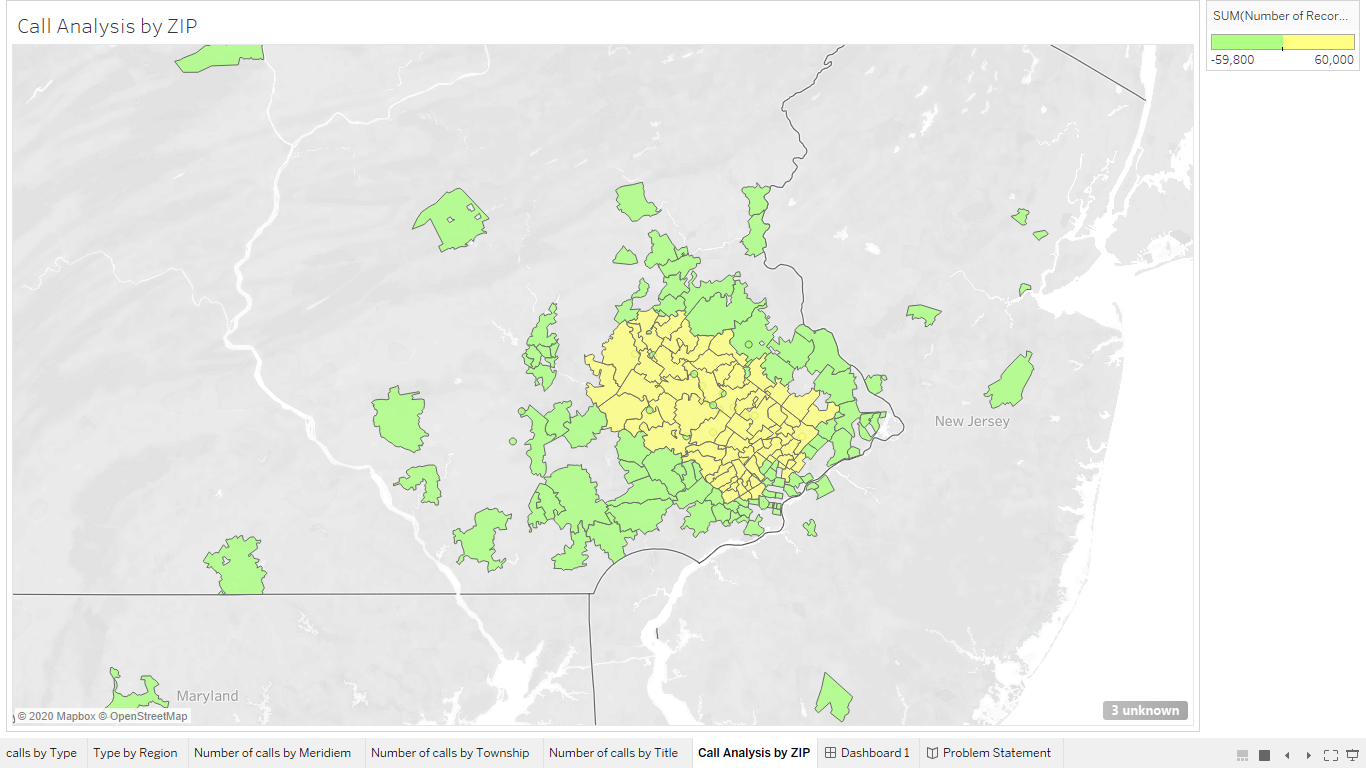 Call Analysis by ZIP
SUM(Number of Recor...
-59,800
60,000
New Jersey
Maryland
© 2020 Mapbox © OpenStreetMap
3 unknown
calls by Type
Type by Region
Number of calls by Meridiem
Number of calls by Township
Number of calls by Title
Call Analysis by ZIP
Dashboard 1
Problem Statement